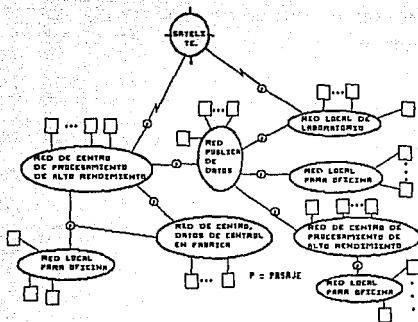 SATELITE.
RED LOCAL DE
LABORATORIO
RED
PUBLICA
DE
DATOS
RED DE CENTRO
DE PROCESAMIENTO
DE ALTO RENDIMIENTO
RED LOCAL
PARA OFICINA
RED DE CENTRO,
DATOS DE CONTROL
EN FABRICA
RED DE CENTRO DE
PROCESAMIENTO DE
ALTO RENDIMIENTO
RED LOCAL
PARA OFICINA
P = PASAJE
RED LOCAL
PARA OFICINA